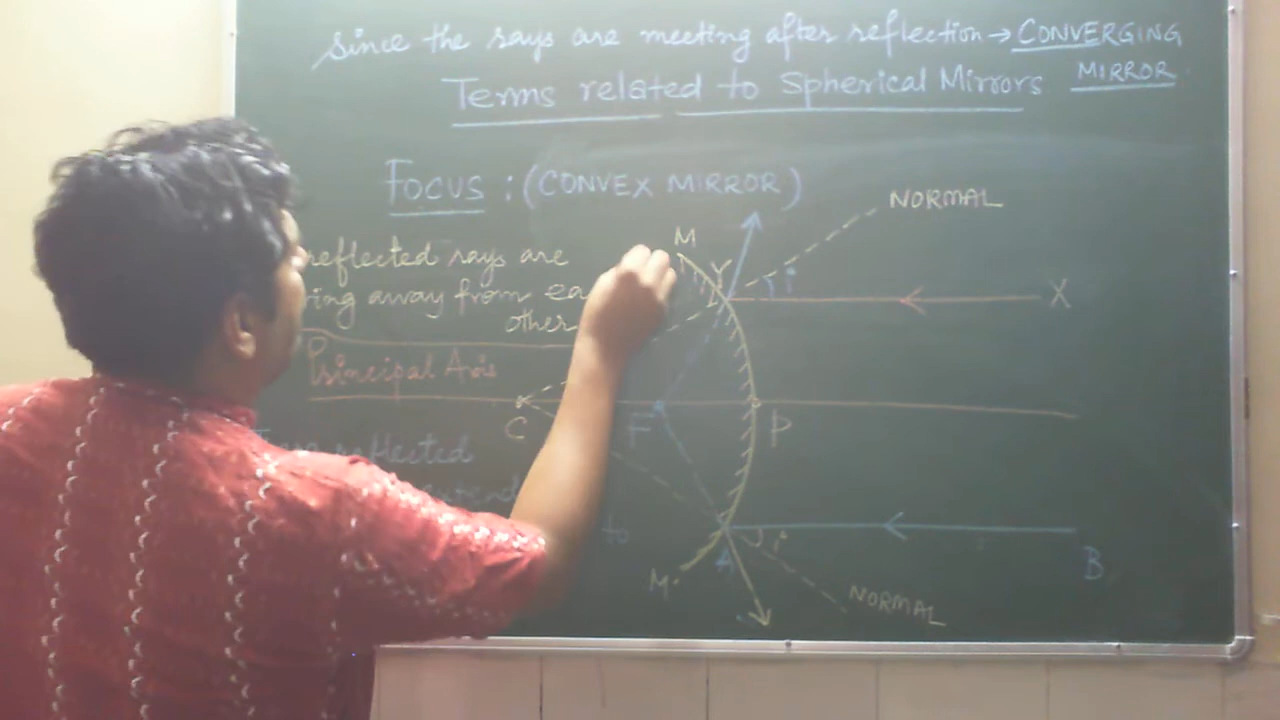 Since the rays are meeting after reflection → CONVERGING
MIRROR
Terms related to Spherical Mirrors
FOCUS : (CONVEX MIRROR)
NORMAL
M
reflected rays are
Y
i
X
away from
other
Principal Axis
C
F
P
reflected
to
A
i
B
M'
NORMAL